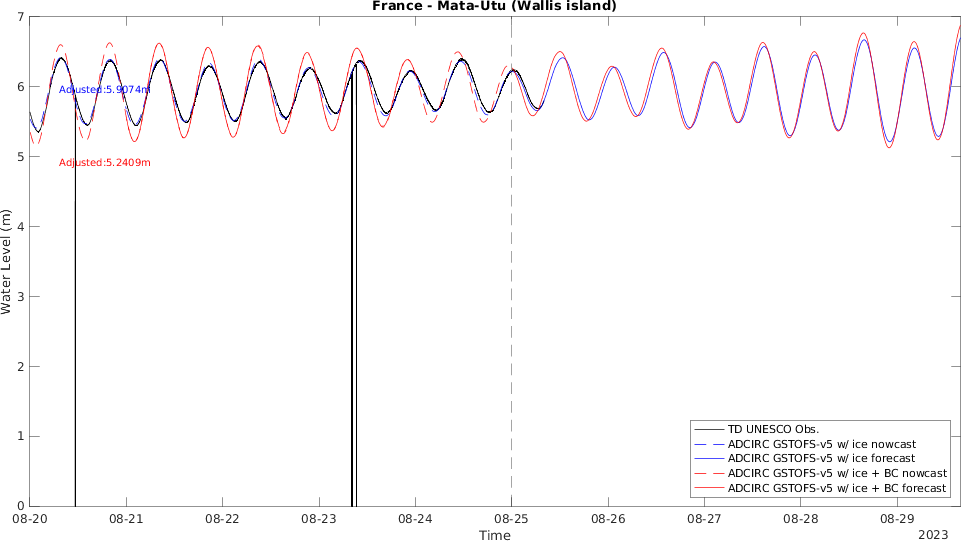 France - Mata-Utu (Wallis island)
7
6
5
4
3
2
1
0
Water Level (m)
Adjusted:5.9074m
Adjusted:5.2409m
TD UNESCO Obs.
ADCIRC GSTOFS-v5 w/ ice nowcast
ADCIRC GSTOFS-v5 w/ ice forecast
ADCIRC GSTOFS-v5 w/ ice + BC nowcast
ADCIRC GSTOFS-v5 w/ ice + BC forecast
08-20 08-21 08-22 08-23 08-24 08-25 08-26 08-27 08-28 08-29
Time
2023